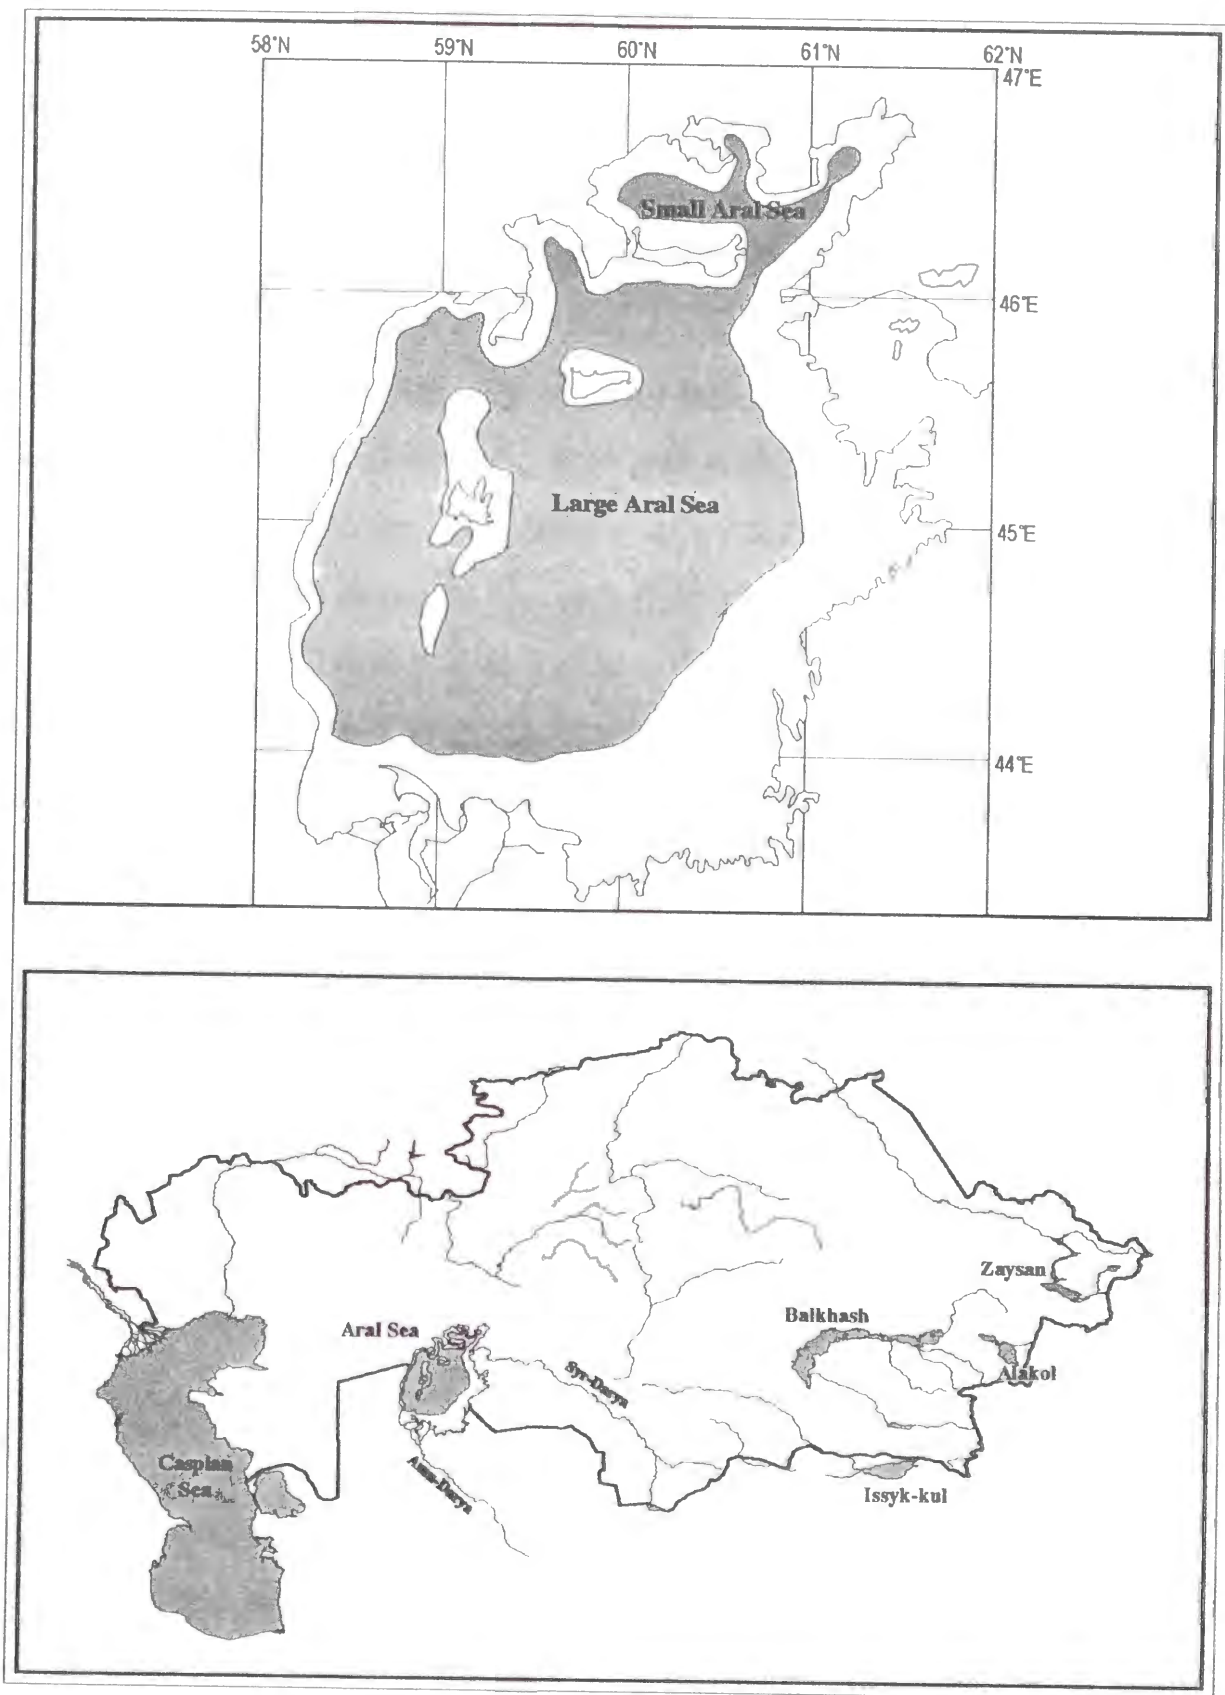 58°N 59°N 60°N 61°N 62°N
47°E
Small Aral Sea
46°E
Large Aral Sea
45°E
44°E
Zaysan
Balkhash
Aral Sea
Syr-Darya
Alakol
Caspian
Sea
Amu-Darya
Issyk-kul